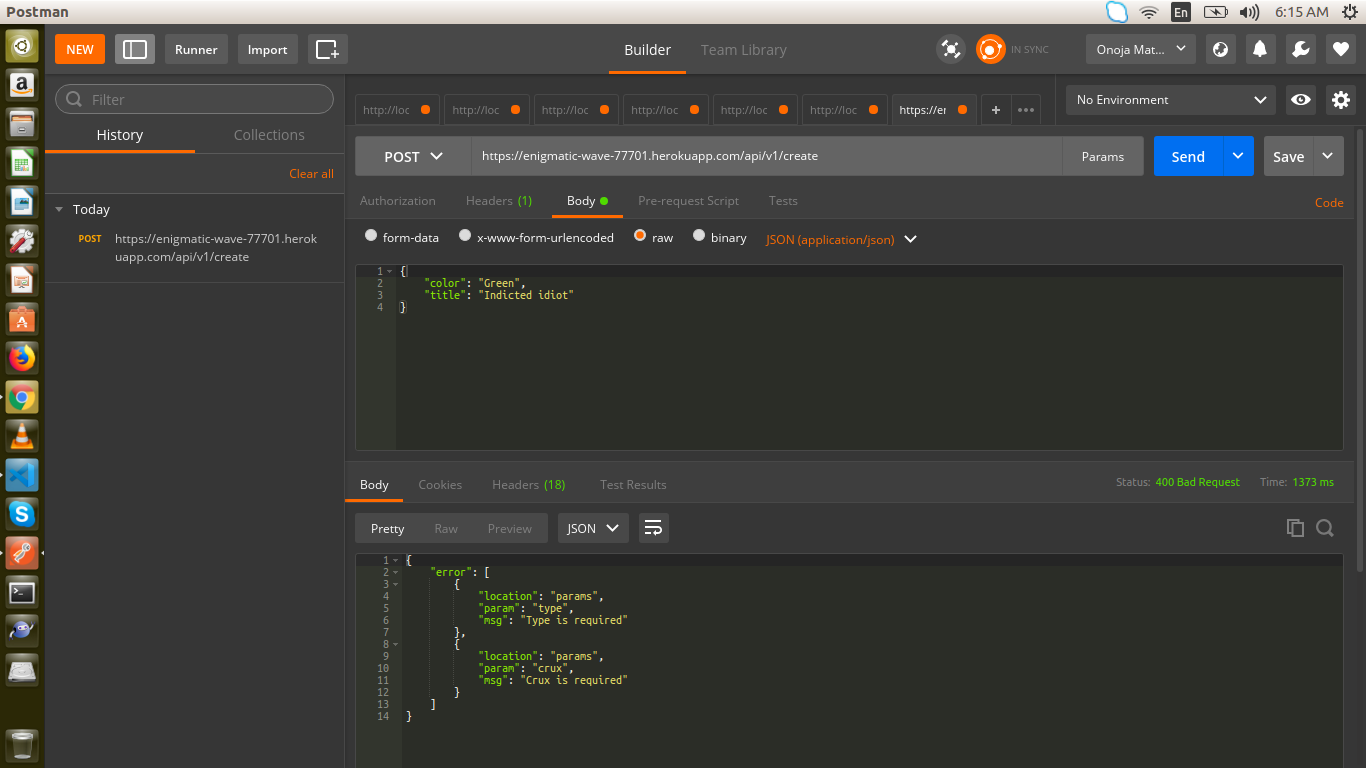 Postman
En
6:15 AM
NEW
Runner
Import
Builder
Team Library
IN SYNC
Onoja Mat...
Filter
History
Collections
Clear all
Today
POST
https://enigmatic-wave-77701.herok
uapp.com/api/v1/create
http://loc
http://loc
http://loc
http://loc
http://loc
http://loc
https://en
No Environment
POST
https://enigmatic-wave-77701.herokuapp.com/api/v1/create
Params
Send
Save
Authorization
Headers (1)
Body
Pre-request Script
Tests
Code
form-data
x-www-form-urlencoded
raw
binary
JSON (application/json)
1 {
2 "color": "Green",
3 "title": "Indicted idiot"
4 }
Body
Cookies
Headers (18)
Test Results
Status: 400 Bad Request
Time: 1373 ms
Pretty
Raw
Preview
JSON
1 {
2 "error": [
3 {
4 "location": "params",
5 "param": "type",
6 "msg": "Type is required"
7 },
8 {
9 "location": "params",
10 "param": "crux",
11 "msg": "Crux is required"
12 }
13 ]
14 }